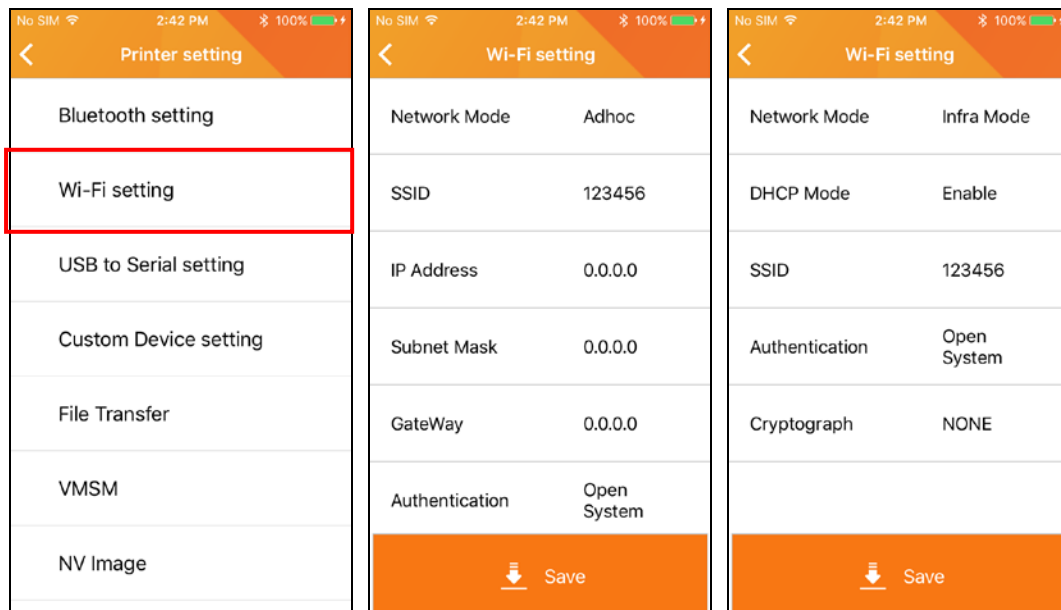 No SIM 2:42 PM 100%
Printer setting
Bluetooth setting
Wi-Fi setting
USB to Serial setting
Custom Device setting
File Transfer
VMSM
NV Image
No SIM 2:42 PM 100%
Wi-Fi setting
Network Mode Adhoc
SSID 123456
IP Address 0.0.0.0
Subnet Mask 0.0.0.0
GateWay 0.0.0.0
Authentication Open
System
Save
No SIM 2:42 PM 100%
Wi-Fi setting
Network Mode Infra Mode
DHCP Mode Enable
SSID 123456
Authentication Open
System
Cryptograph NONE
Save